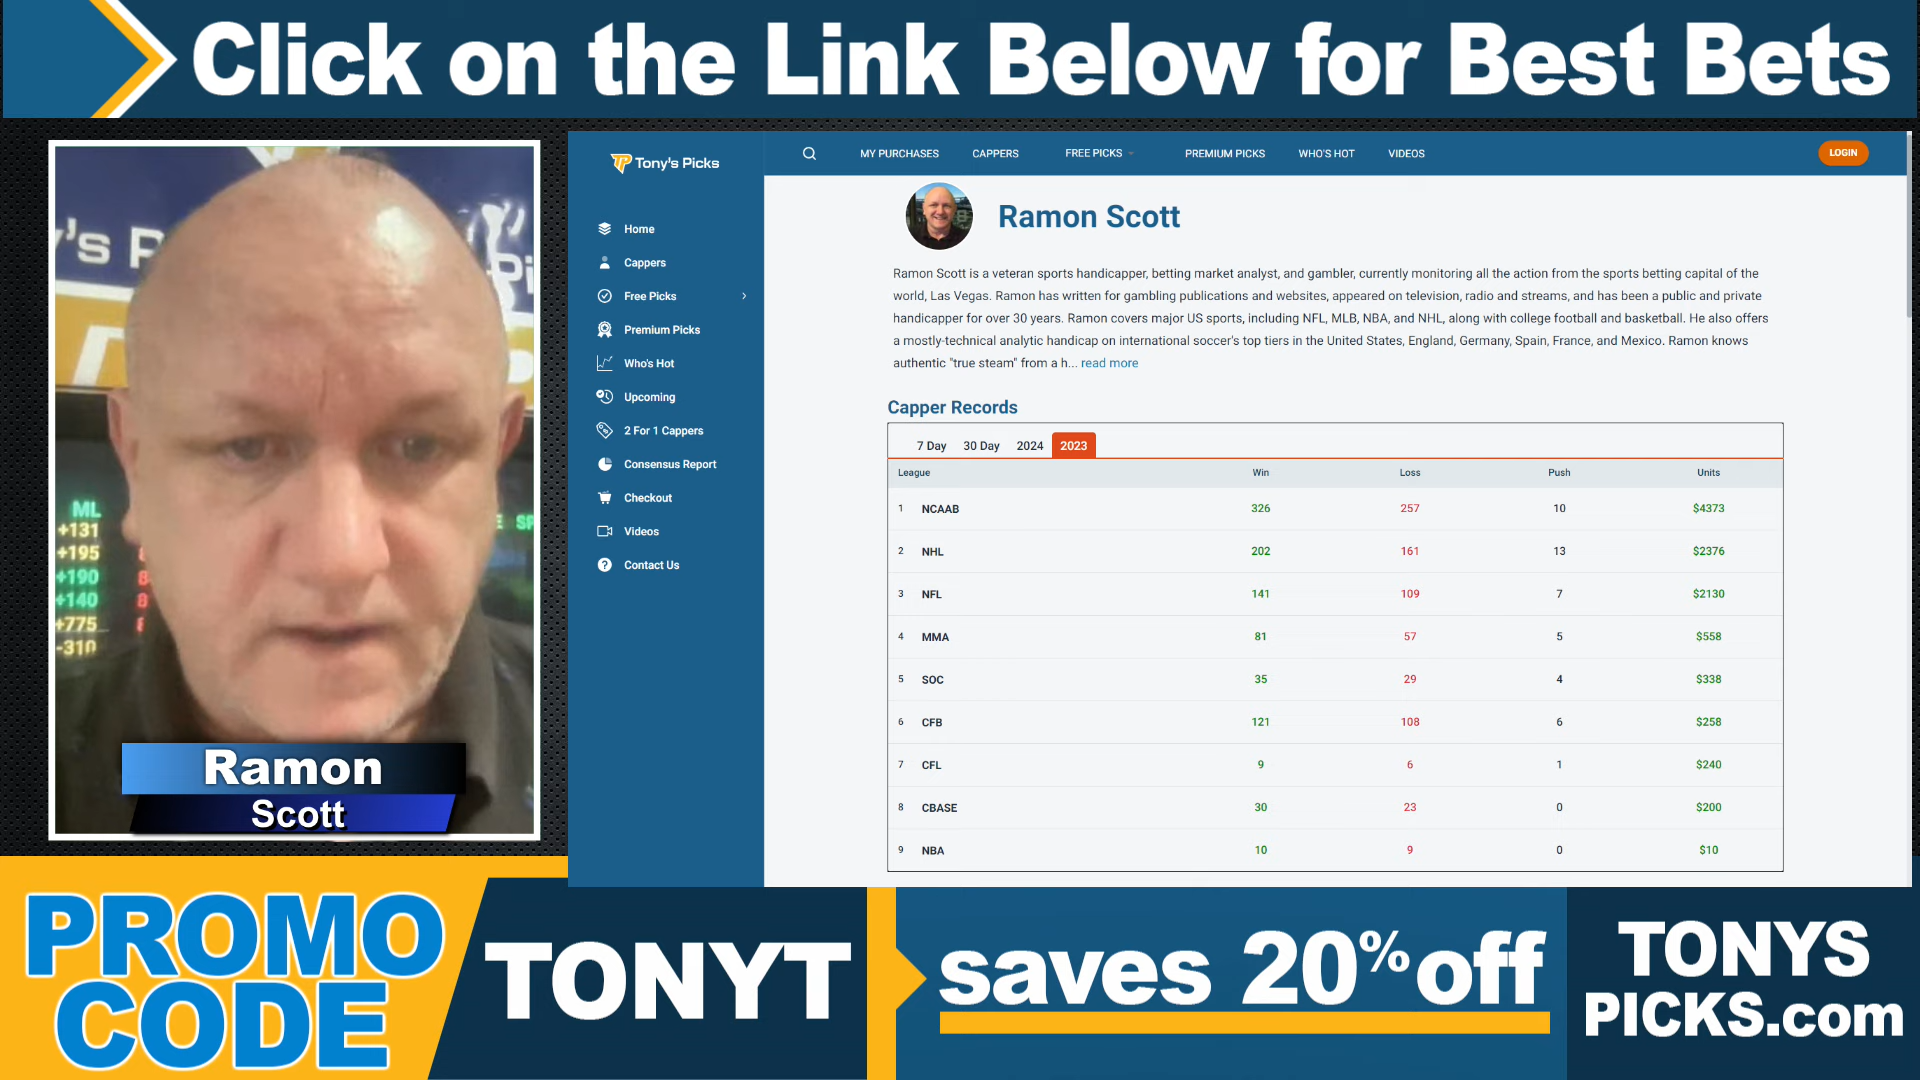 Click on the Link Below for Best Bets
Tony's Picks
MY PURCHASES CAPPERS FREE PICKS PREMIUM PICKS WHO'S HOT VIDEOS LOGIN
Home
Cappers
Free Picks
Premium Picks
Who's Hot
Upcoming
2 For 1 Cappers
Consensus Report
Checkout
Videos
Contact Us
Ramon Scott
Ramon Scott is a veteran sports handicapper, betting market analyst, and gambler, currently monitoring all the action from the sports betting capital of the
world, Las Vegas. Ramon has written for gambling publications and websites, appeared on television, radio and streams, and has been a public and private
handicapper for over 30 years. Ramon covers major US sports, including NFL, MLB, NBA, and NHL, along with college football and basketball. He also offers
a mostly-technical analytic handicap on international soccer's top tiers in the United States, England, Germany, Spain, France, and Mexico. Ramon knows
authentic "true steam" from a h... read more
Capper Records
7 Day 30 Day 2024 2023
League Win Loss Push Units
1 NCAAB 326 257 10 $4373
2 NHL 202 161 13 $2376
3 NFL 141 109 7 $2130
4 MMA 81 57 5 $558
5 SOC 35 29 4 $338
6 CFB 121 108 6 $258
7 CFL 9 6 1 $240
8 CBASE 30 23 0 $200
9 NBA 10 9 0 $10
's P
ML
+131
+195
+190
+140
+775
-310
Ramon
Scott
PROMO
CODE
TONYT
saves 20% off
TONYS
PICKS.com